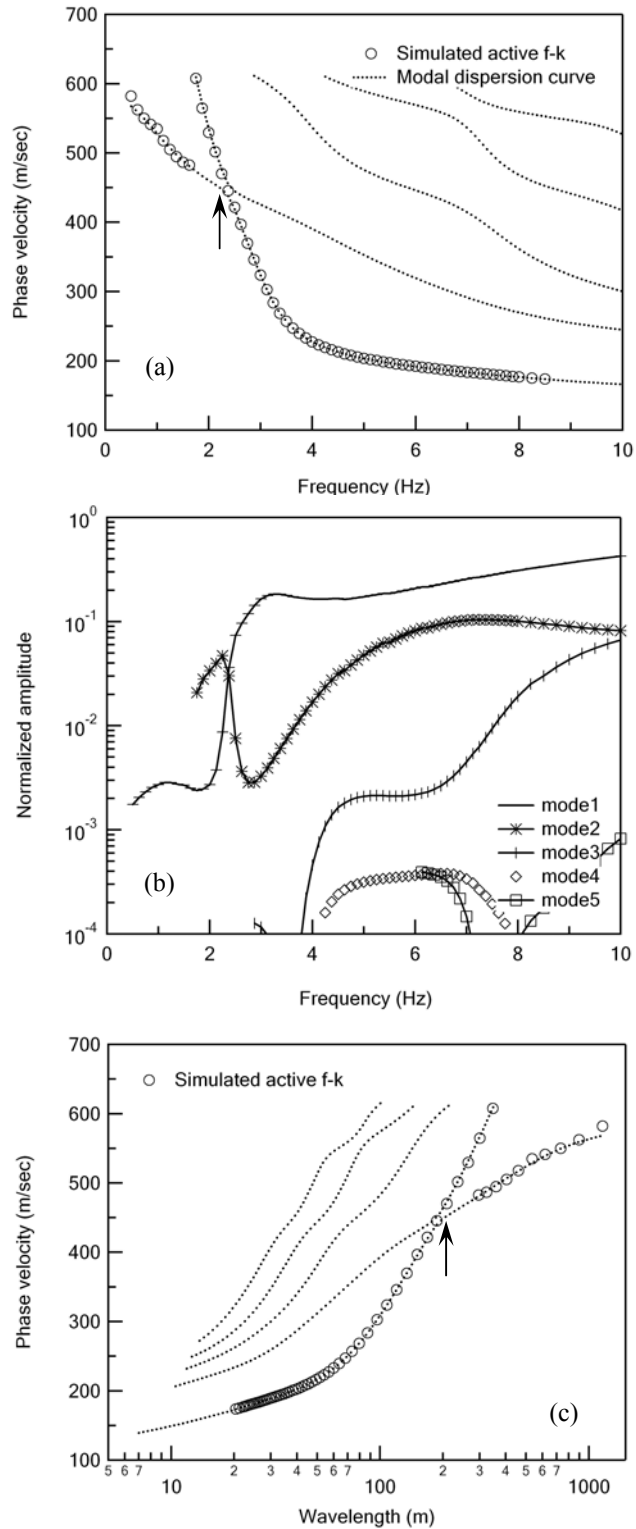 700
600
500
400
300
200
100
Phase velocity (m/sec)
Simulated active f-k
Modal dispersion curve
(a)
0
2
4
6
8
10
Frequency (Hz)
10^0
10^-1
10^-2
10^-3
10^-4
Normalized amplitude
mode1
mode2
mode3
mode4
mode5
(b)
0
2
4
6
8
10
Frequency (Hz)
700
600
500
400
300
200
100
Phase velocity (m/sec)
Simulated active f-k
(c)
5 6 7 10 2 3 4 5 6 7 100 2 3 4 5 6 7 1000
Wavelength (m)